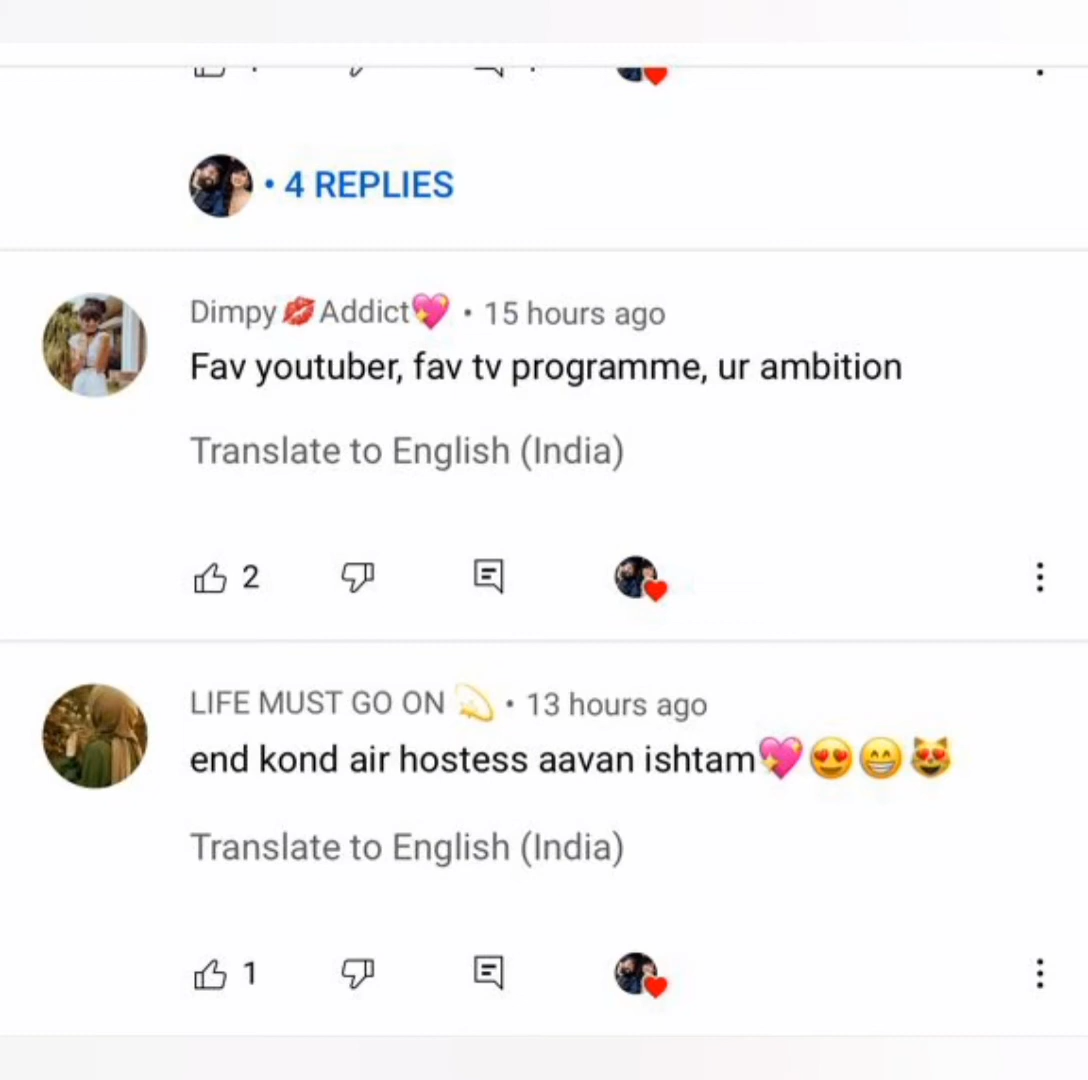 • 4 REPLIES
Dimpy💋Addict💖 • 15 hours ago
Fav youtuber, fav tv programme, ur ambition
Translate to English (India)
2
LIFE MUST GO ON 💫 • 13 hours ago
end kond air hostess aavan ishtam💖😍😁😻
Translate to English (India)
1